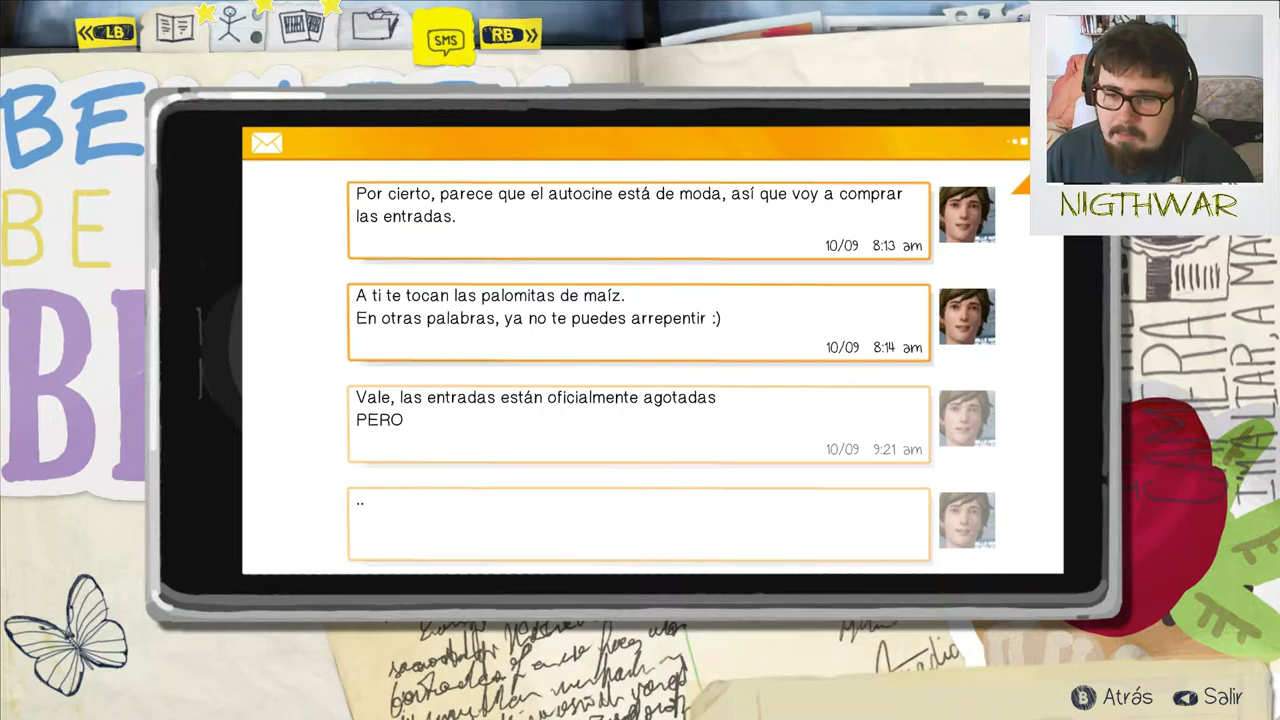 LB
SMS
RB
NIGTHWAR
BE
BE
Por cierto, parece que el autocine está de moda, así que voy a comprar
las entradas.
10/09 8:13 am
A ti te tocan las palomitas de maíz.
En otras palabras, ya no te puedes arrepentir :)
10/09 8:14 am
Vale, las entradas están oficialmente agotadas
PERO
10/09 9:21 am
..
B Atrás
Salir